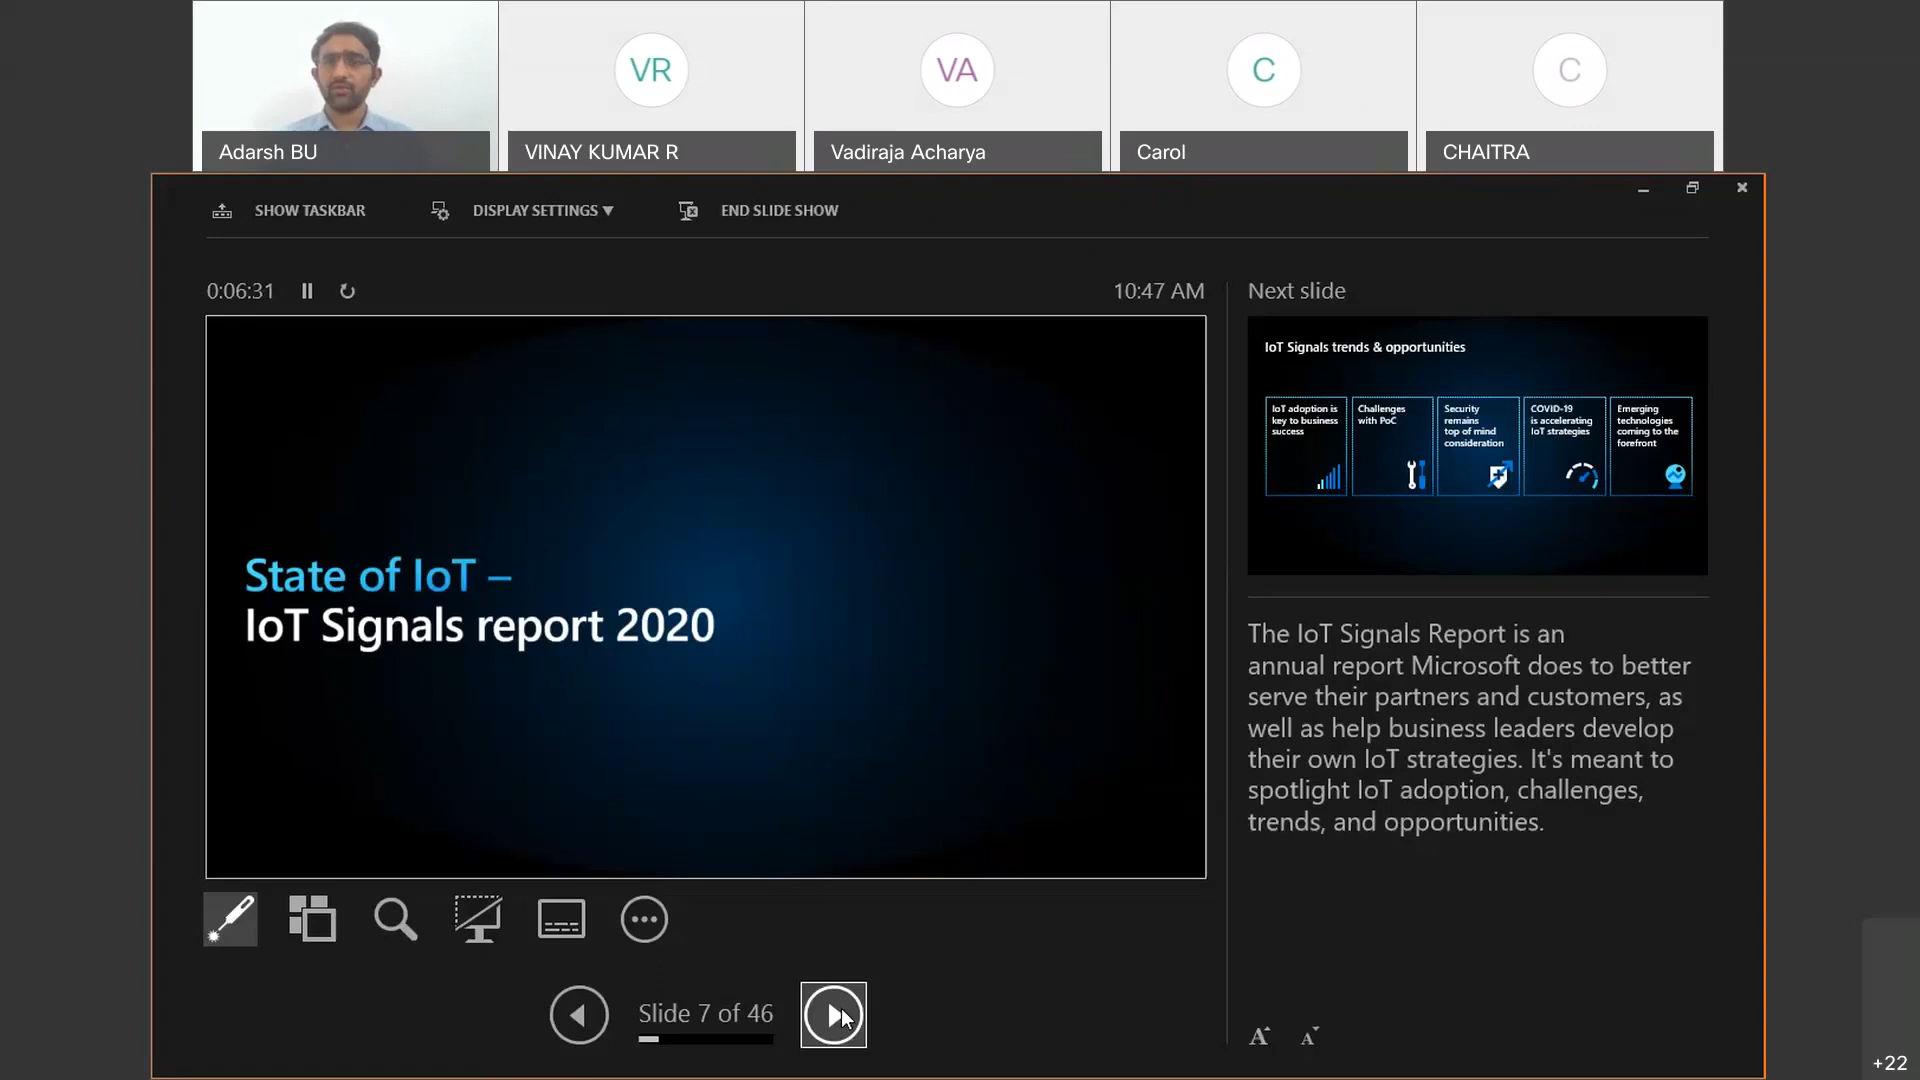 VR
VA
C
C
Adarsh BU
VINAY KUMAR R
Vadiraja Acharya
Carol
CHAITRA
SHOW TASKBAR
DISPLAY SETTINGS
END SLIDE SHOW
0:06:31
10:47 AM
Next slide
State of IoT –
IoT Signals report 2020
IoT Signals trends & opportunities
IoT adoption is
key to business
success
Challenges
with PoC
Security
remains
top of mind
consideration
COVID-19
is accelerating
IoT strategies
Emerging
technologies
coming to the
forefront
The IoT Signals Report is an
annual report Microsoft does to better
serve their partners and customers, as
well as help business leaders develop
their own IoT strategies. It's meant to
spotlight IoT adoption, challenges,
trends, and opportunities.
Slide 7 of 46
A A
+22